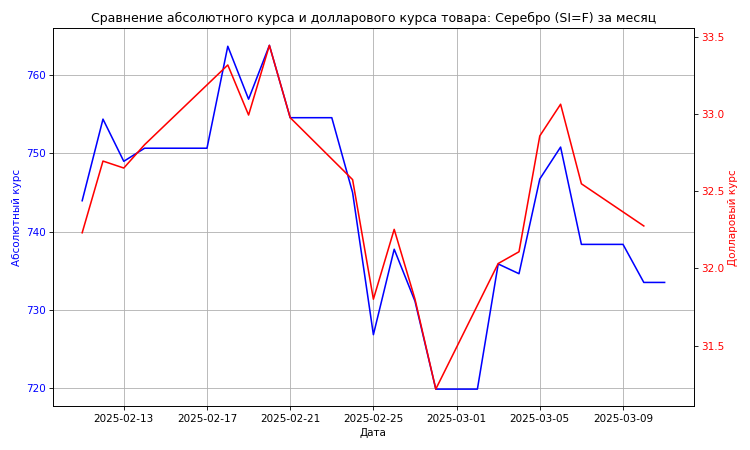 Сравнение абсолютного курса и долларового курса товара: Серебро (SI=F) за месяц
Абсолютный курс
760
750
740
730
720
33.5
33.0
32.5
32.0
31.5
Долларовый курс
2025-02-13 2025-02-17 2025-02-21 2025-02-25 2025-03-01 2025-03-05 2025-03-09
Дата